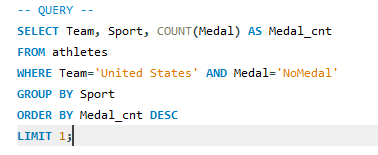 -- QUERY --
SELECT Team, Sport, COUNT(Medal) AS Medal_cnt
FROM athletes
WHERE Team='United States' AND Medal='NoMedal'
GROUP BY Sport
ORDER BY Medal_cnt DESC
LIMIT 1;